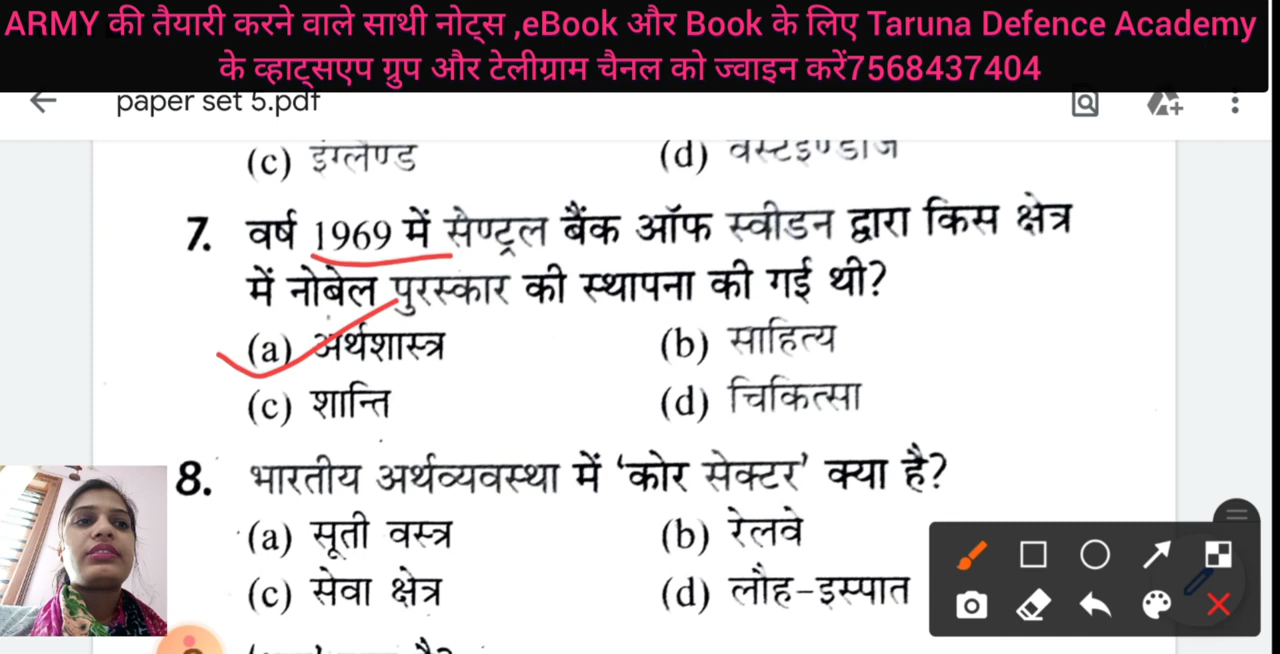 ARMY की तैयारी करने वाले साथी नोट्स ,eBook और Book के लिए Taruna Defence Academy
के व्हाट्सएप ग्रुप और टेलीग्राम चैनल को ज्वाइन करें7568437404
paper set 5.pdf
(c) इंग्लैण्ड (d) वेस्टइण्डीज
7. वर्ष 1969 में सेण्ट्रल बैंक ऑफ स्वीडन द्वारा किस क्षेत्र
में नोबेल पुरस्कार की स्थापना की गई थी?
(a) अर्थशास्त्र (b) साहित्य
(c) शान्ति (d) चिकित्सा
8. भारतीय अर्थव्यवस्था में ‘कोर सेक्टर’ क्या है?
(a) सूती वस्त्र (b) रेलवे
(c) सेवा क्षेत्र (d) लौह-इस्पात